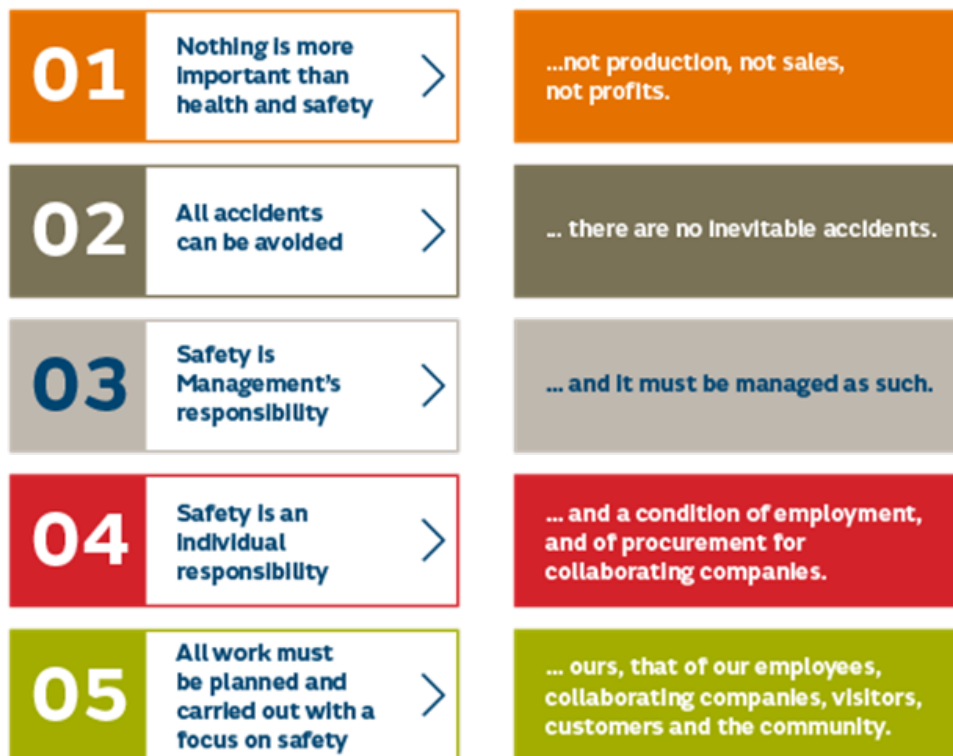 01
Nothing is more
important than
health and safety
...not production, not sales,
not profits.
02
All accidents
can be avoided
... there are no inevitable accidents.
03
Safety is
Management's
responsibility
... and it must be managed as such.
04
Safety is an
individual
responsibility
... and a condition of employment,
and of procurement for
collaborating companies.
05
All work must
be planned and
carried out with a
focus on safety
... ours, that of our employees,
collaborating companies, visitors,
customers and the community.